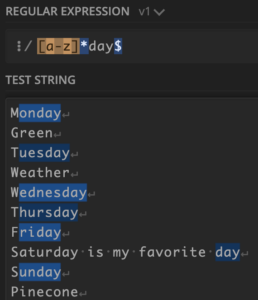 REGULAR EXPRESSION v1
/ [a-z]*day$
TEST STRING
Monday
Green
Tuesday
Weather
Wednesday
Thursday
Friday
Saturday is my favorite day
Sunday
Pinecone